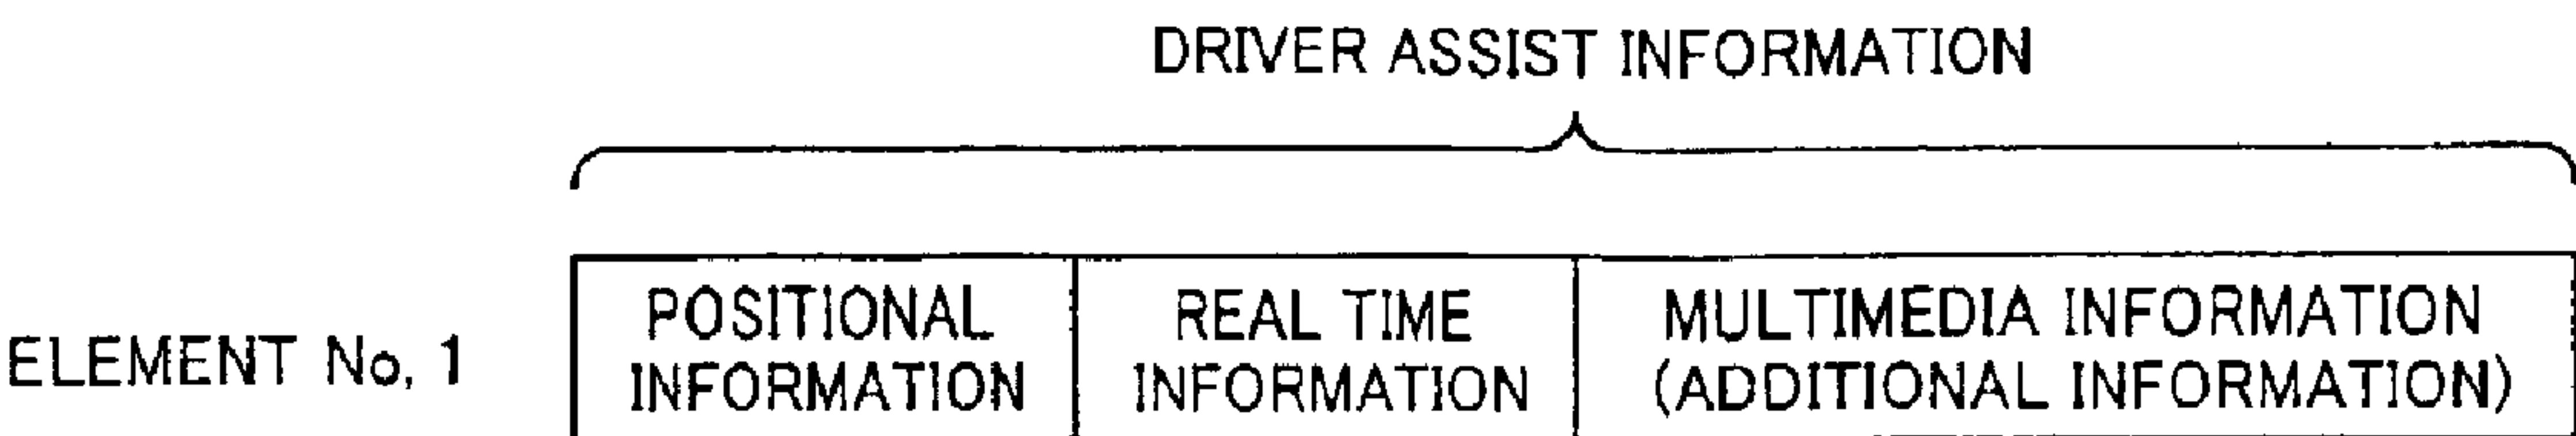 DRIVER ASSIST INFORMATION
ELEMENT No, 1
POSITIONAL
INFORMATION
REAL TIME
INFORMATION
MULTIMEDIA INFORMATION
(ADDITIONAL INFORMATION)